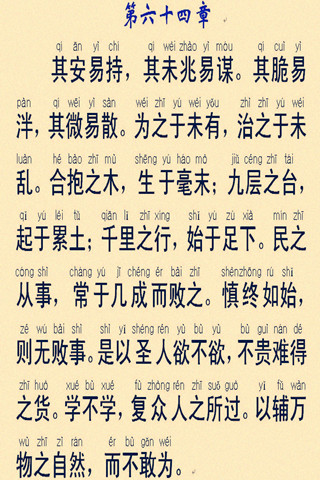 第六十四章
qí ān yì chí qí wèi zhào yì móu qí cuì yì
其安易持，其未兆易谋。其脆易
pàn qí wēi yì sàn wéi zhī yú wèi yǒu zhì zhī yú wèi
泮，其微易散。为之于未有，治之于未
luàn hé bào zhī mù shēng yú háo mò jiǔ céng zhī tái
乱。合抱之木，生于毫末；九层之台，
qǐ yú lěi tǔ qiān lǐ zhī xíng shǐ yú zú xià mín zhī
起于累土；千里之行，始于足下。民之
cóng shì cháng yú jī chéng ér bài zhī shèn zhōng rú shǐ
从事，常于几成而败之。慎终如始，
zé wú bài shì shì yǐ shèng rén yù bú yù bù guì nán dé
则无败事。是以圣人欲不欲，不贵难得
zhī huò xué bù xué fù zhòng rén zhī suǒ guò yǐ fǔ wàn
之货。学不学，复众人之所过。以辅万
wù zhī zì rán ér bù gǎn wéi
物之自然，而不敢为。